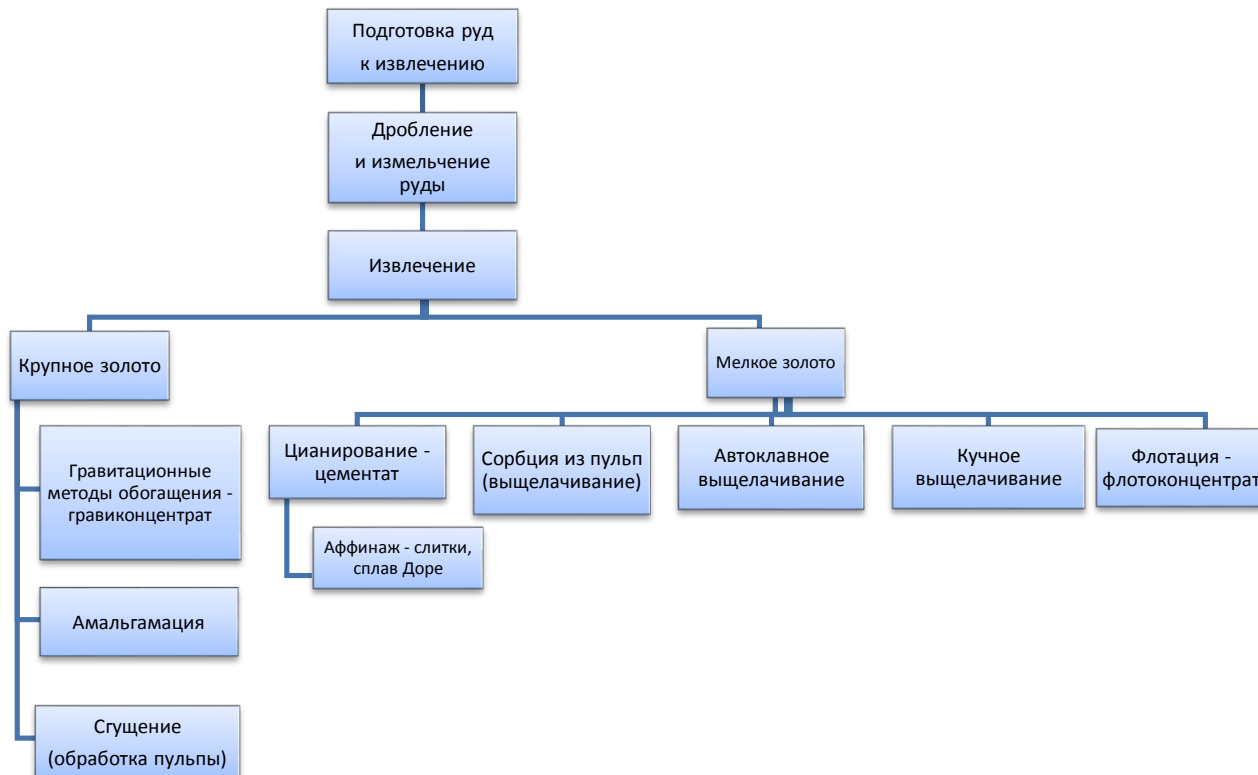 Подготовка руд
к извлечению
Дробление
и измельчение
руды
Извлечение
Крупное золото
Мелкое золото
Гравитационные
методы обогащения -
гравиконцентрат
Амальгамация
Сгущение
(обработка пульпы)
Цианирование -
цементат
Аффинаж - слитки,
сплав Доре
Сорбция из пульп
(выщелачивание)
Автоклавное
выщелачивание
Кучное
выщелачивание
Флотация -
флотоконцентрат